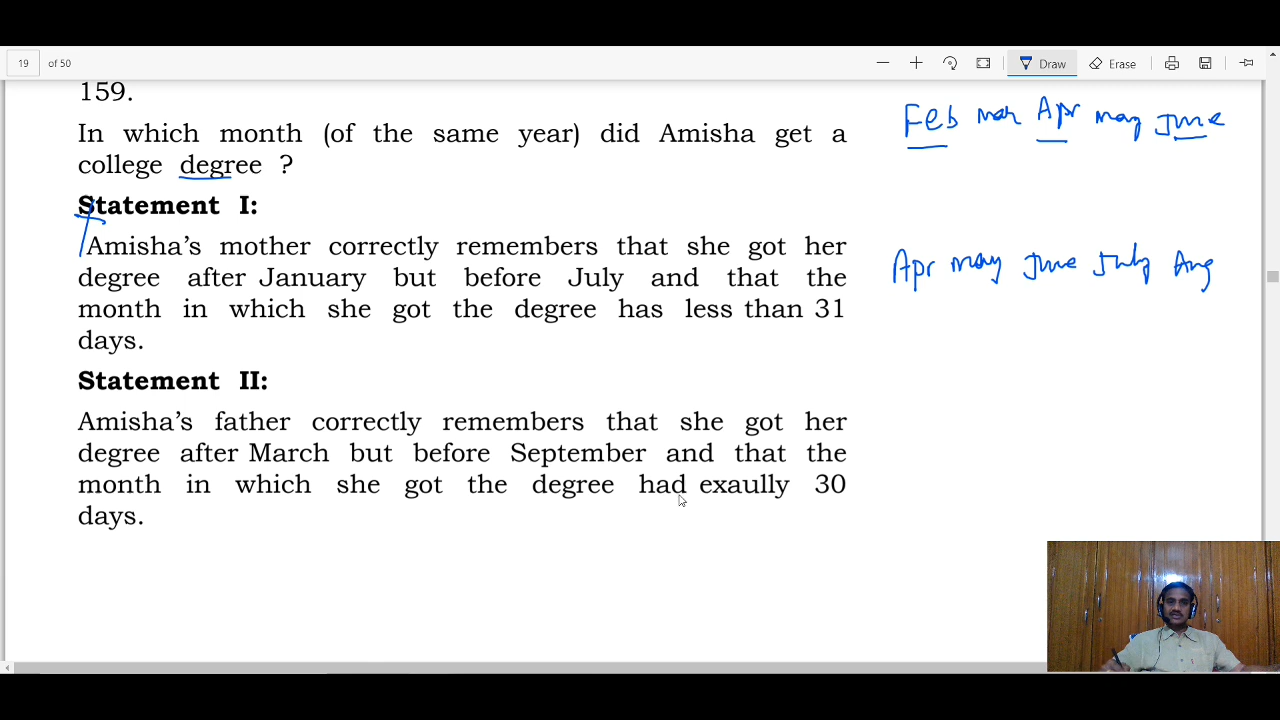 19 of 50 Draw Erase
159.
In which month (of the same year) did Amisha get a
college degree ?
Statement I:
Amisha's mother correctly remembers that she got her
degree after January but before July and that the
month in which she got the degree has less than 31
days.
Statement II:
Amisha's father correctly remembers that she got her
degree after March but before September and that the
month in which she got the degree had exaully 30
days.
Feb mar Apr may June
Apr may June July Aug